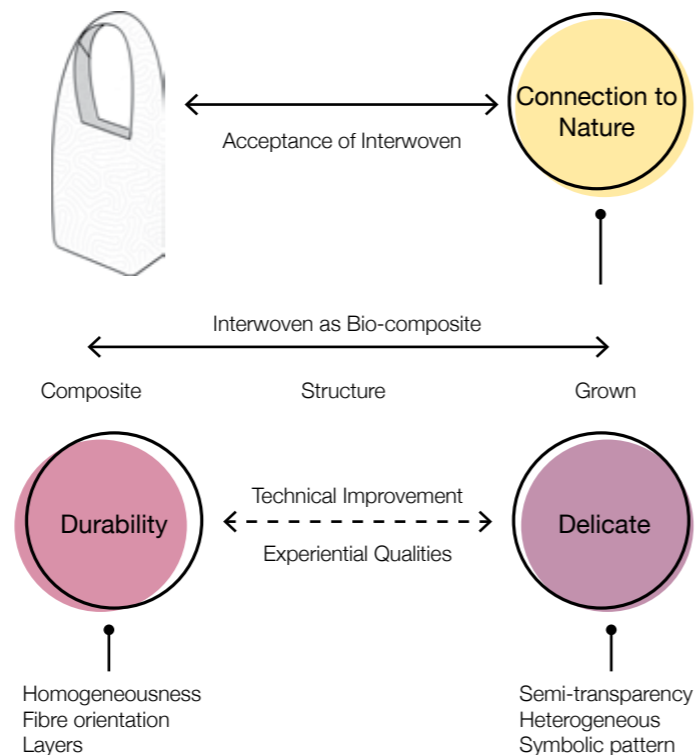 Connection to
Nature
Acceptance of Interwoven
Interwoven as Bio-composite
Composite
Structure
Grown
Durability
Technical Improvement
Experiential Qualities
Delicate
Homogeneousness
Fibre orientation
Layers
Semi-transparency
Heterogeneous
Symbolic pattern